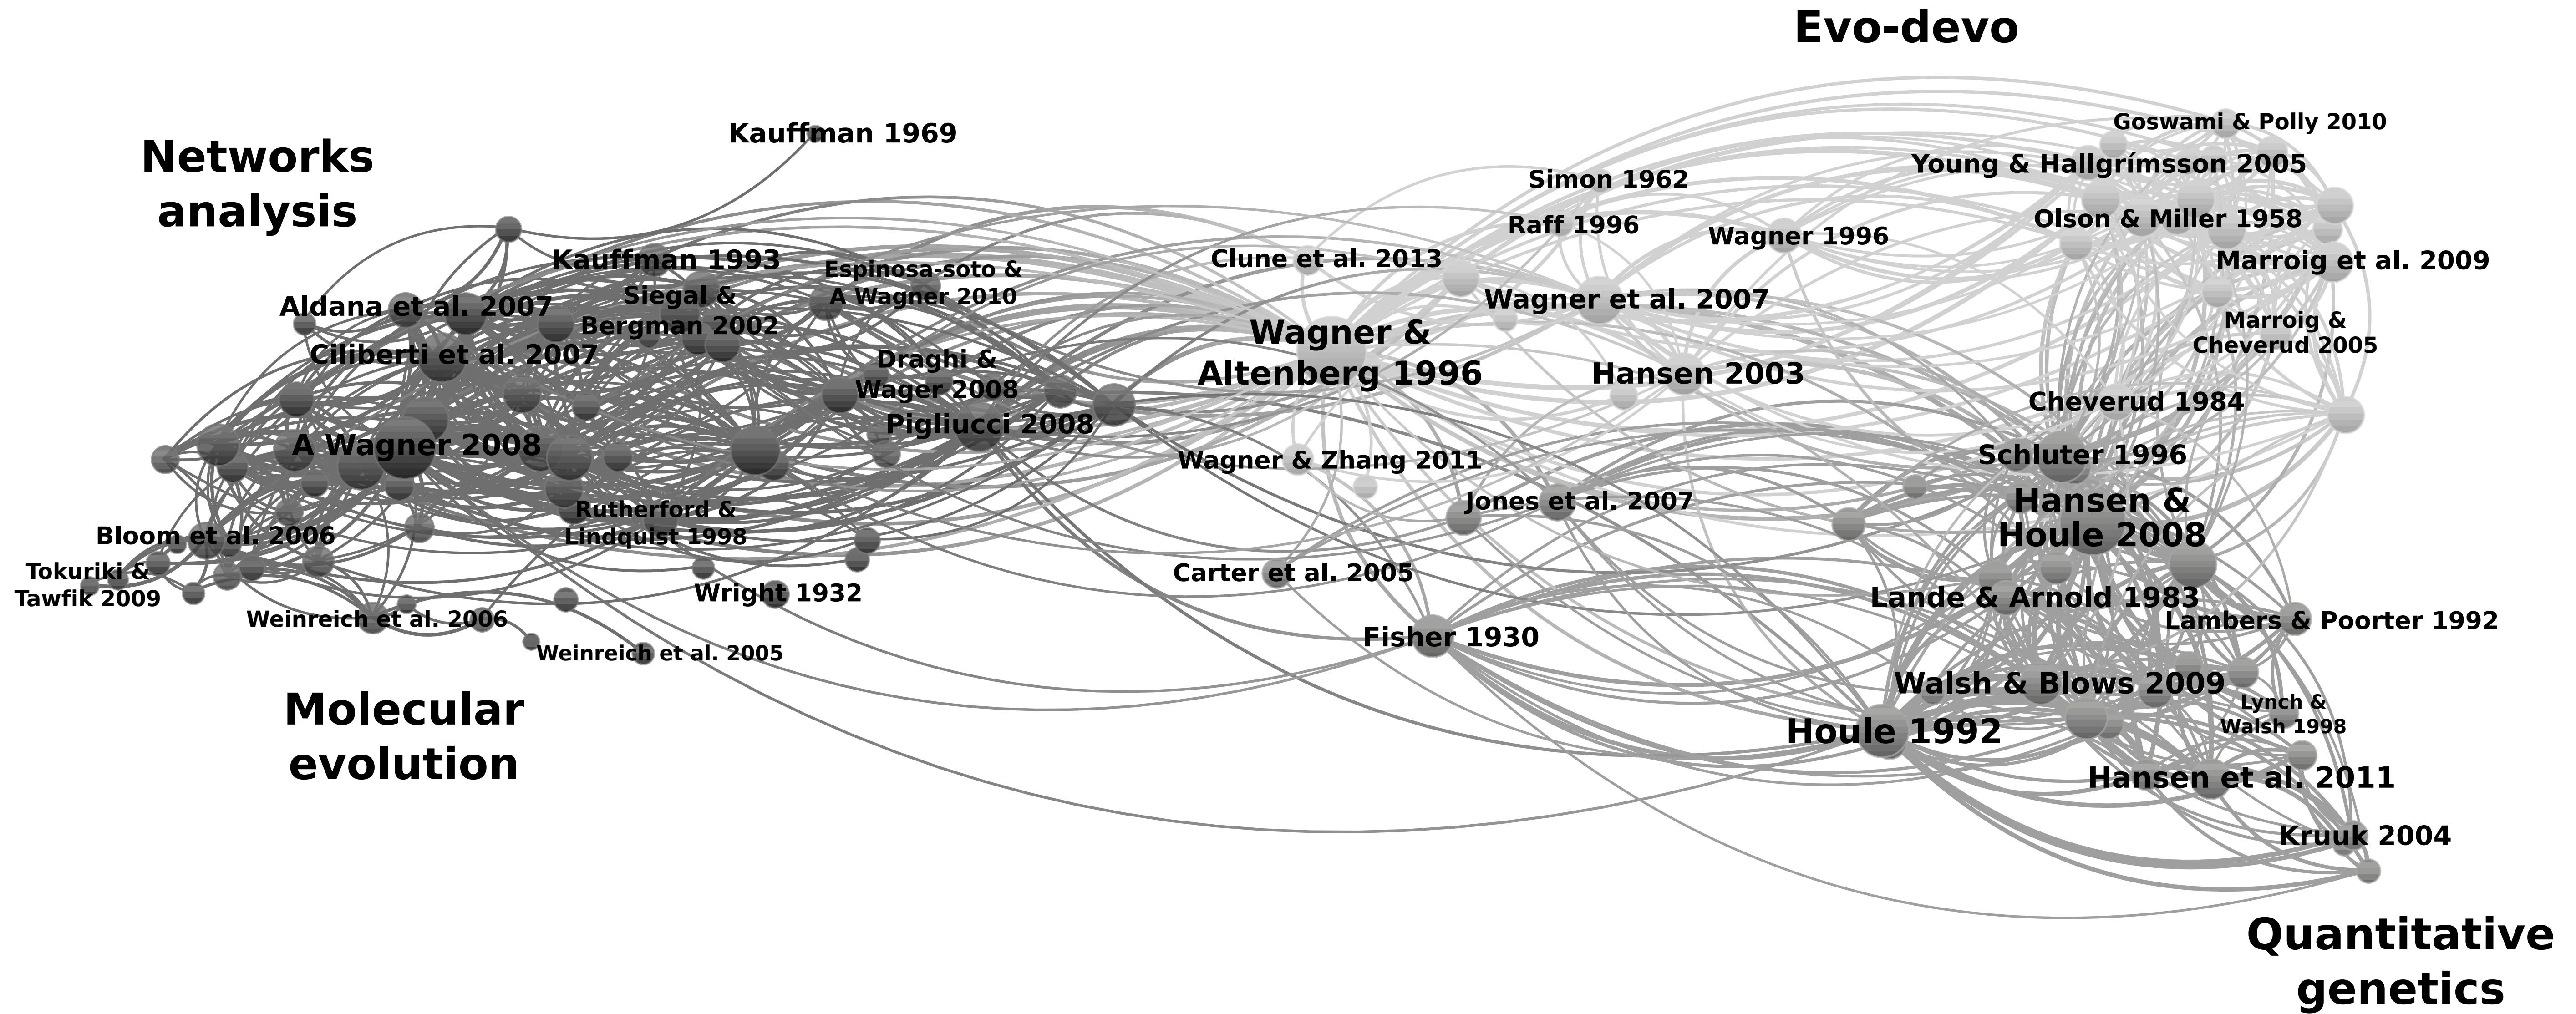 Evo-devo
Networks
analysis
Kauffman 1969
Goswami & Polly 2010
Young & Hallgrímsson 2005
Simon 1962
Raff 1996
Olson & Miller 1958
Wagner 1996
Kauffman 1993
Clune et al. 2013
Marroig et al. 2009
Espinosa-soto &
A Wagner 2010
Siegal &
Bergman 2002
Aldana et al. 2007
Wagner et al. 2007
Marroig &
Cheverud 2005
Wagner &
Altenberg 1996
Ciliberti et al. 2007
Draghi &
Wager 2008
Hansen 2003
Cheverud 1984
Pigliucci 2008
A Wagner 2008
Schluter 1996
Wagner & Zhang 2011
Hansen &
Houle 2008
Jones et al. 2007
Rutherford &
Lindquist 1998
Bloom et al. 2006
Tokuriki &
Tawfik 2009
Carter et al. 2005
Wright 1932
Lande & Arnold 1983
Weinreich et al. 2006
Lambers & Poorter 1992
Fisher 1930
Weinreich et al. 2005
Walsh & Blows 2009
Lynch &
Walsh 1998
Houle 1992
Molecular
evolution
Hansen et al. 2011
Kruuk 2004
Quantitative
genetics